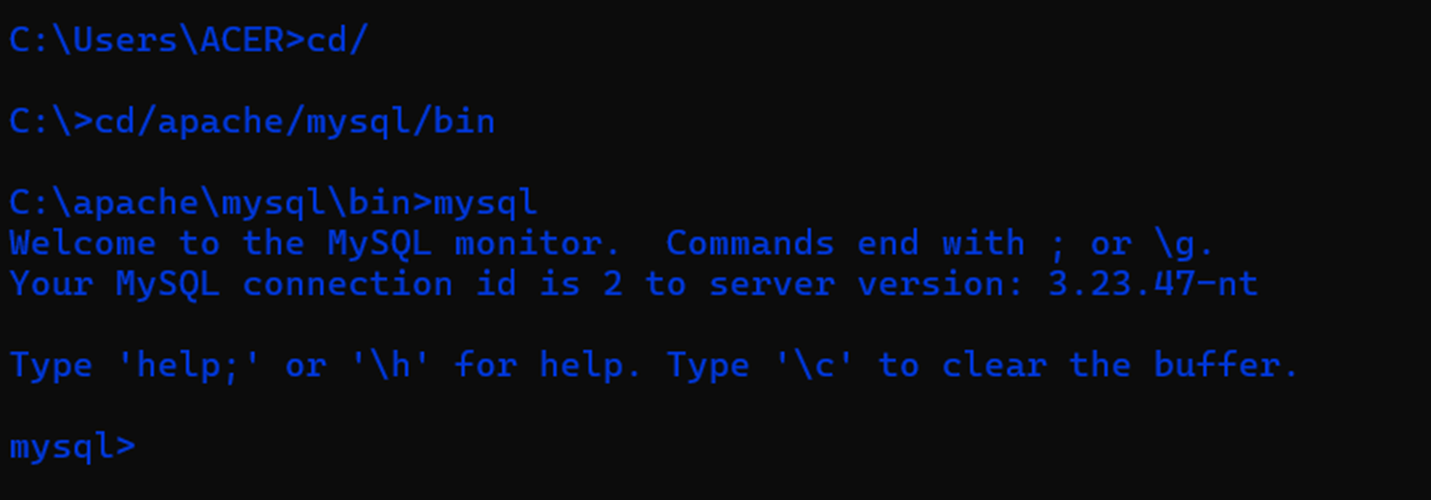 C:\Users\ACER>cd/
C:\>cd/apache/mysql/bin
C:\apache\mysql\bin>mysql
Welcome to the MySQL monitor.  Commands end with ; or \g.
Your MySQL connection id is 2 to server version: 3.23.47-nt
Type 'help;' or '\h' for help. Type '\c' to clear the buffer.
mysql>